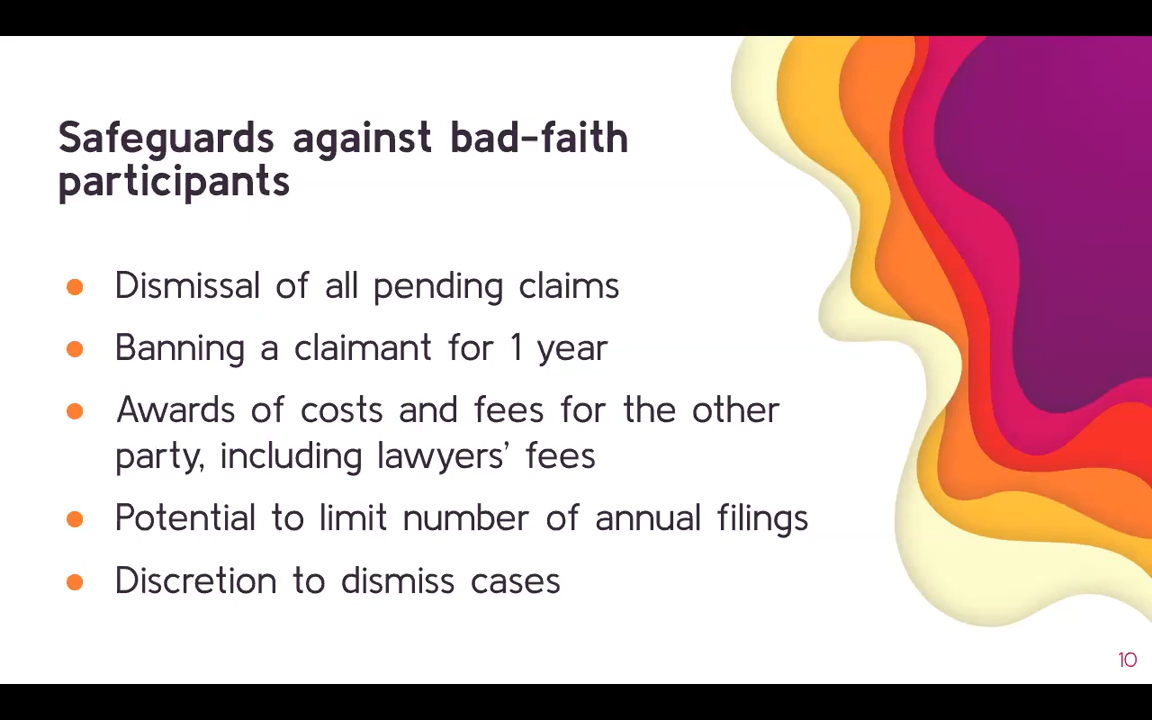 Safeguards against bad-faith
participants
● Dismissal of all pending claims
● Banning a claimant for 1 year
● Awards of costs and fees for the other
party, including lawyers’ fees
● Potential to limit number of annual filings
● Discretion to dismiss cases
10